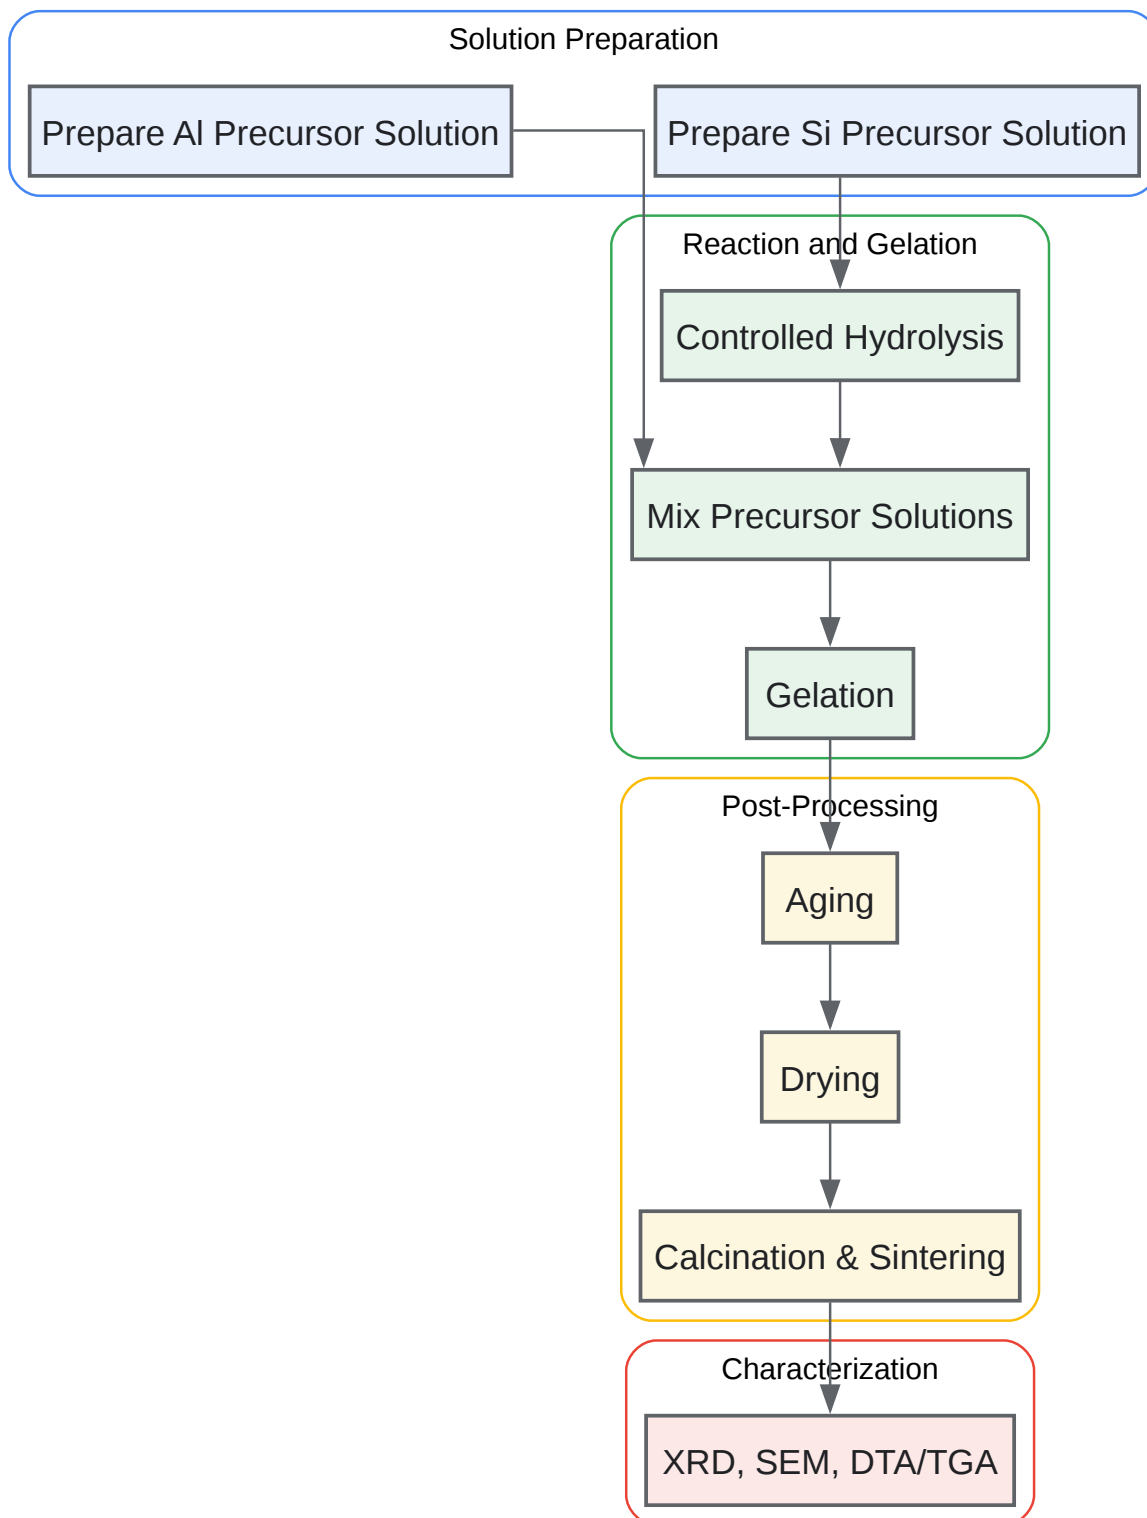 Solution Preparation
Prepare Al Precursor Solution
Prepare Si Precursor Solution
Reaction and Gelation
Controlled Hydrolysis
Mix Precursor Solutions
Gelation
Post-Processing
Aging
Drying
Calcination & Sintering
Characterization
XRD, SEM, DTA/TGA